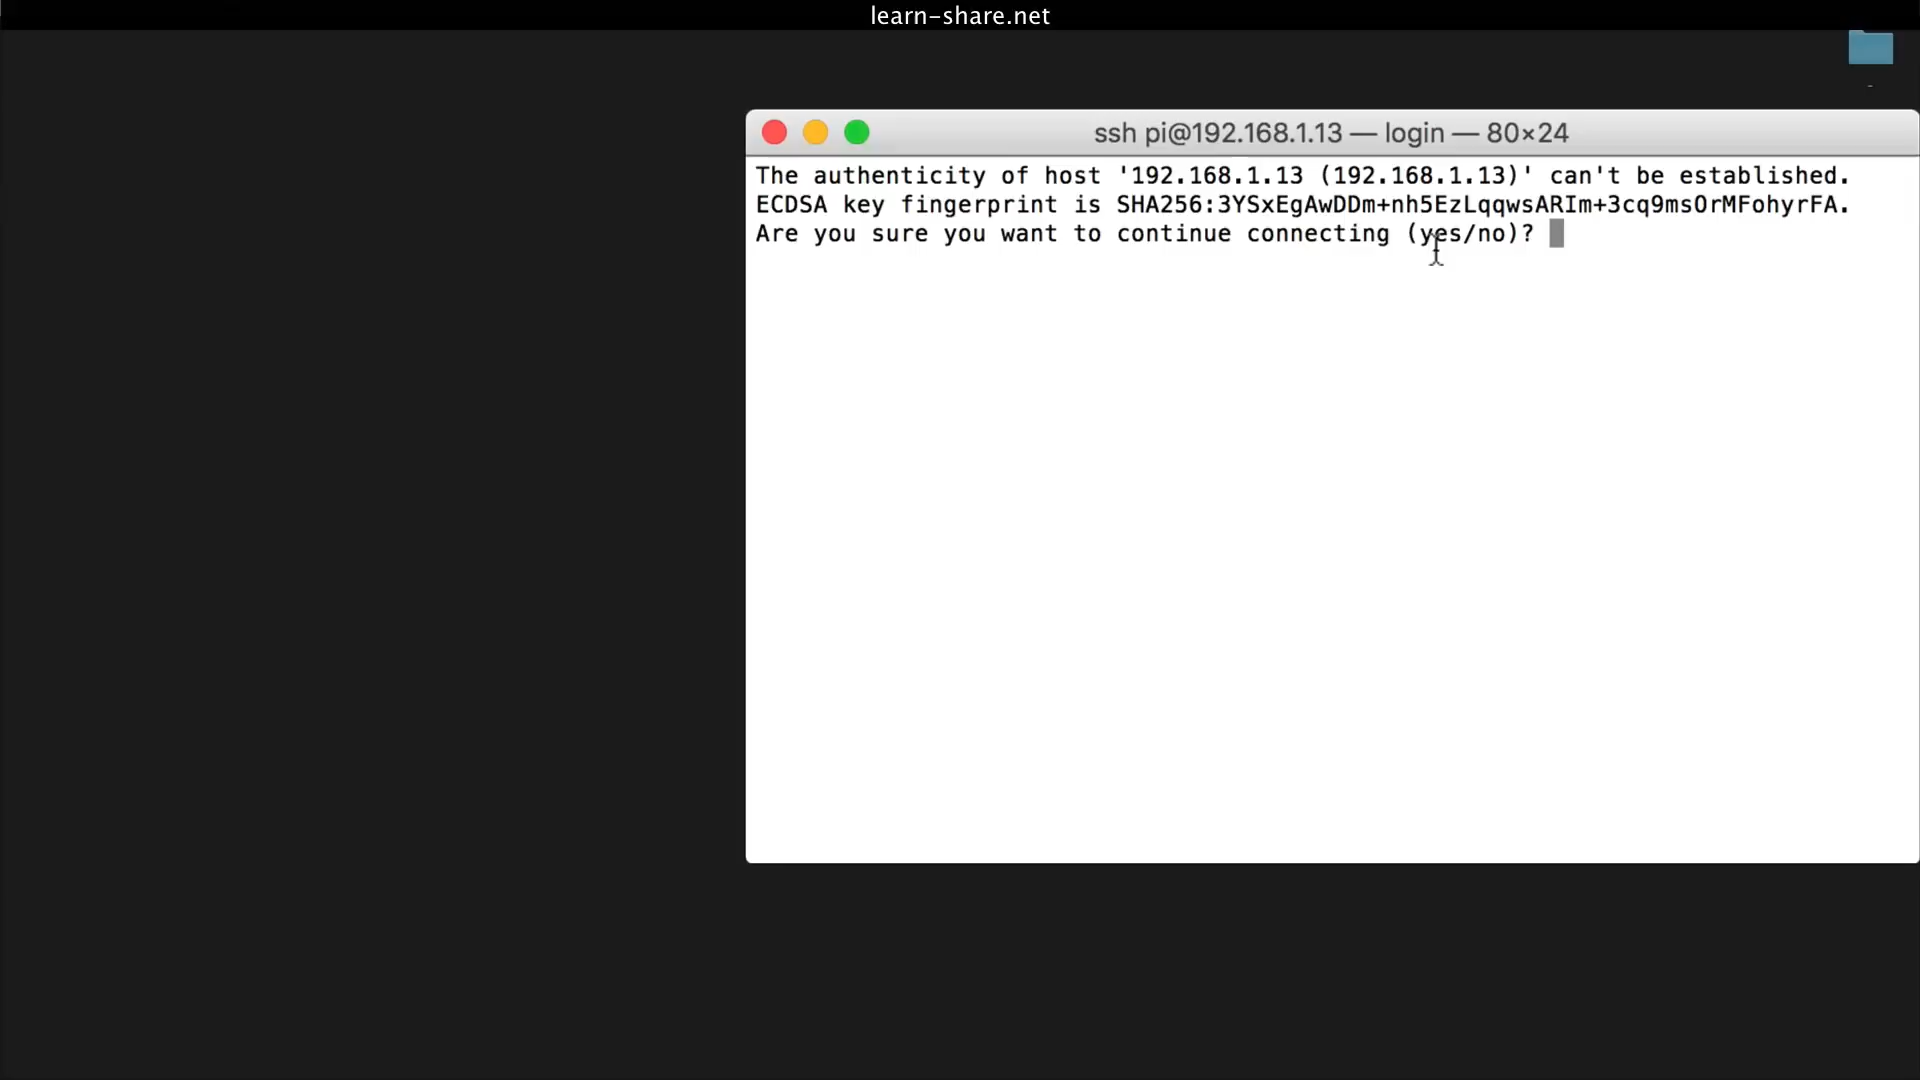 learn-share.net
ssh pi@192.168.1.13 — login — 80×24
The authenticity of host '192.168.1.13 (192.168.1.13)' can't be established.
ECDSA key fingerprint is SHA256:3YSxEgAwDDm+nh5EzLqqwsARIm+3cq9msOrMFohyrFA.
Are you sure you want to continue connecting (yes/no)?